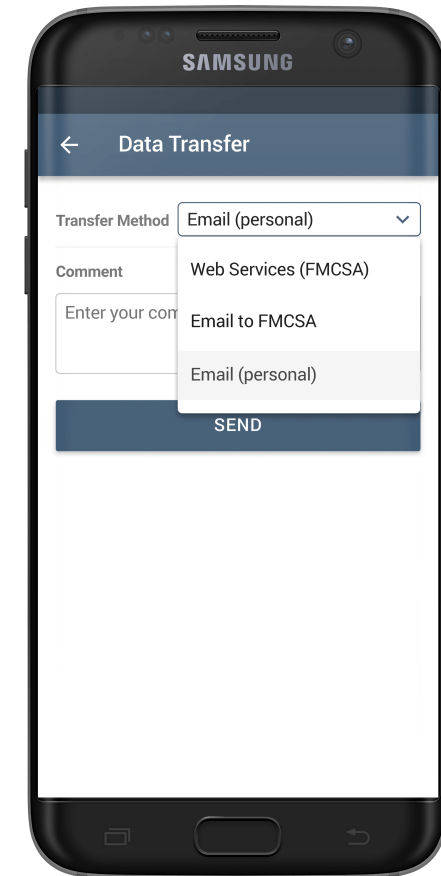 SAMSUNG
Data Transfer
Transfer Method Email (personal)
Web Services (FMCSA)
Comment
Enter your com
Email to FMCSA
Email (personal)
SEND